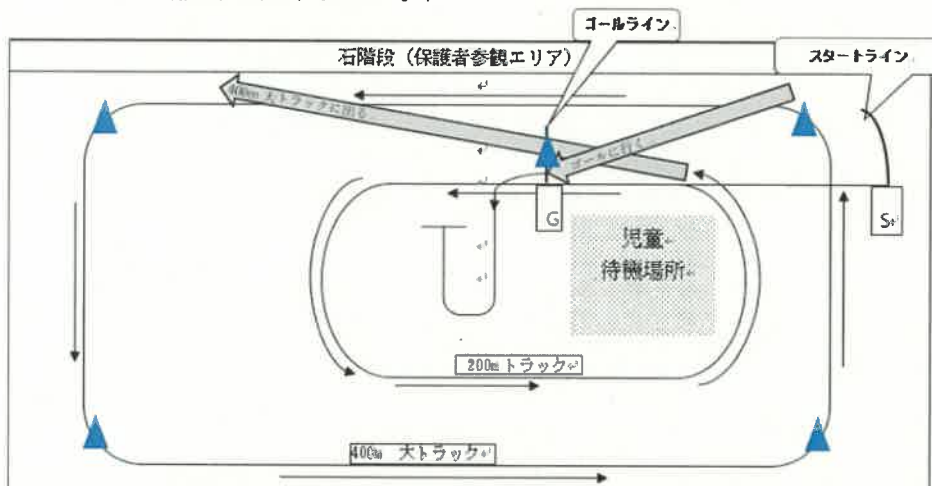 ゴールライン
スタートライン
石階段（保護者参観エリア）
400m 大トラックに出る
ゴールに行く
G
S
児童
待機場所
200m トラック
400m 大トラック